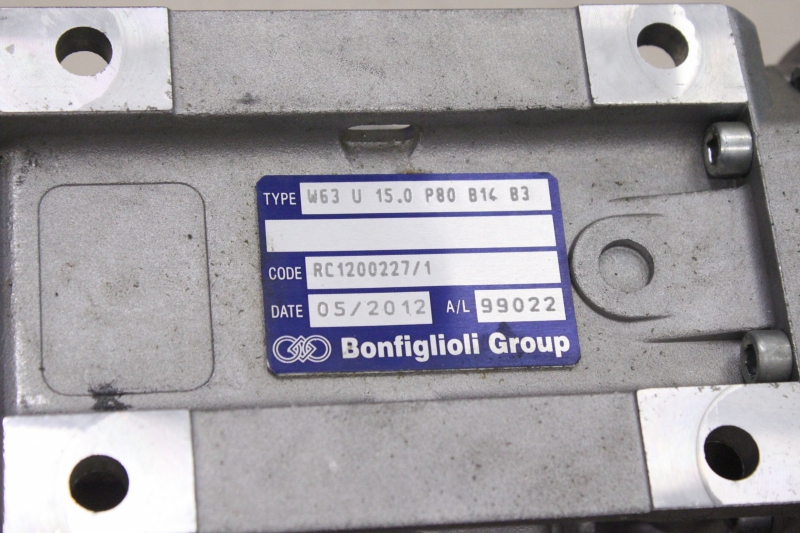 TYPE W63 U 15.0 P80 B14 B3
CODE RC1200227/1
DATE 05/2012 A/L 99022
Bonfiglioli Group